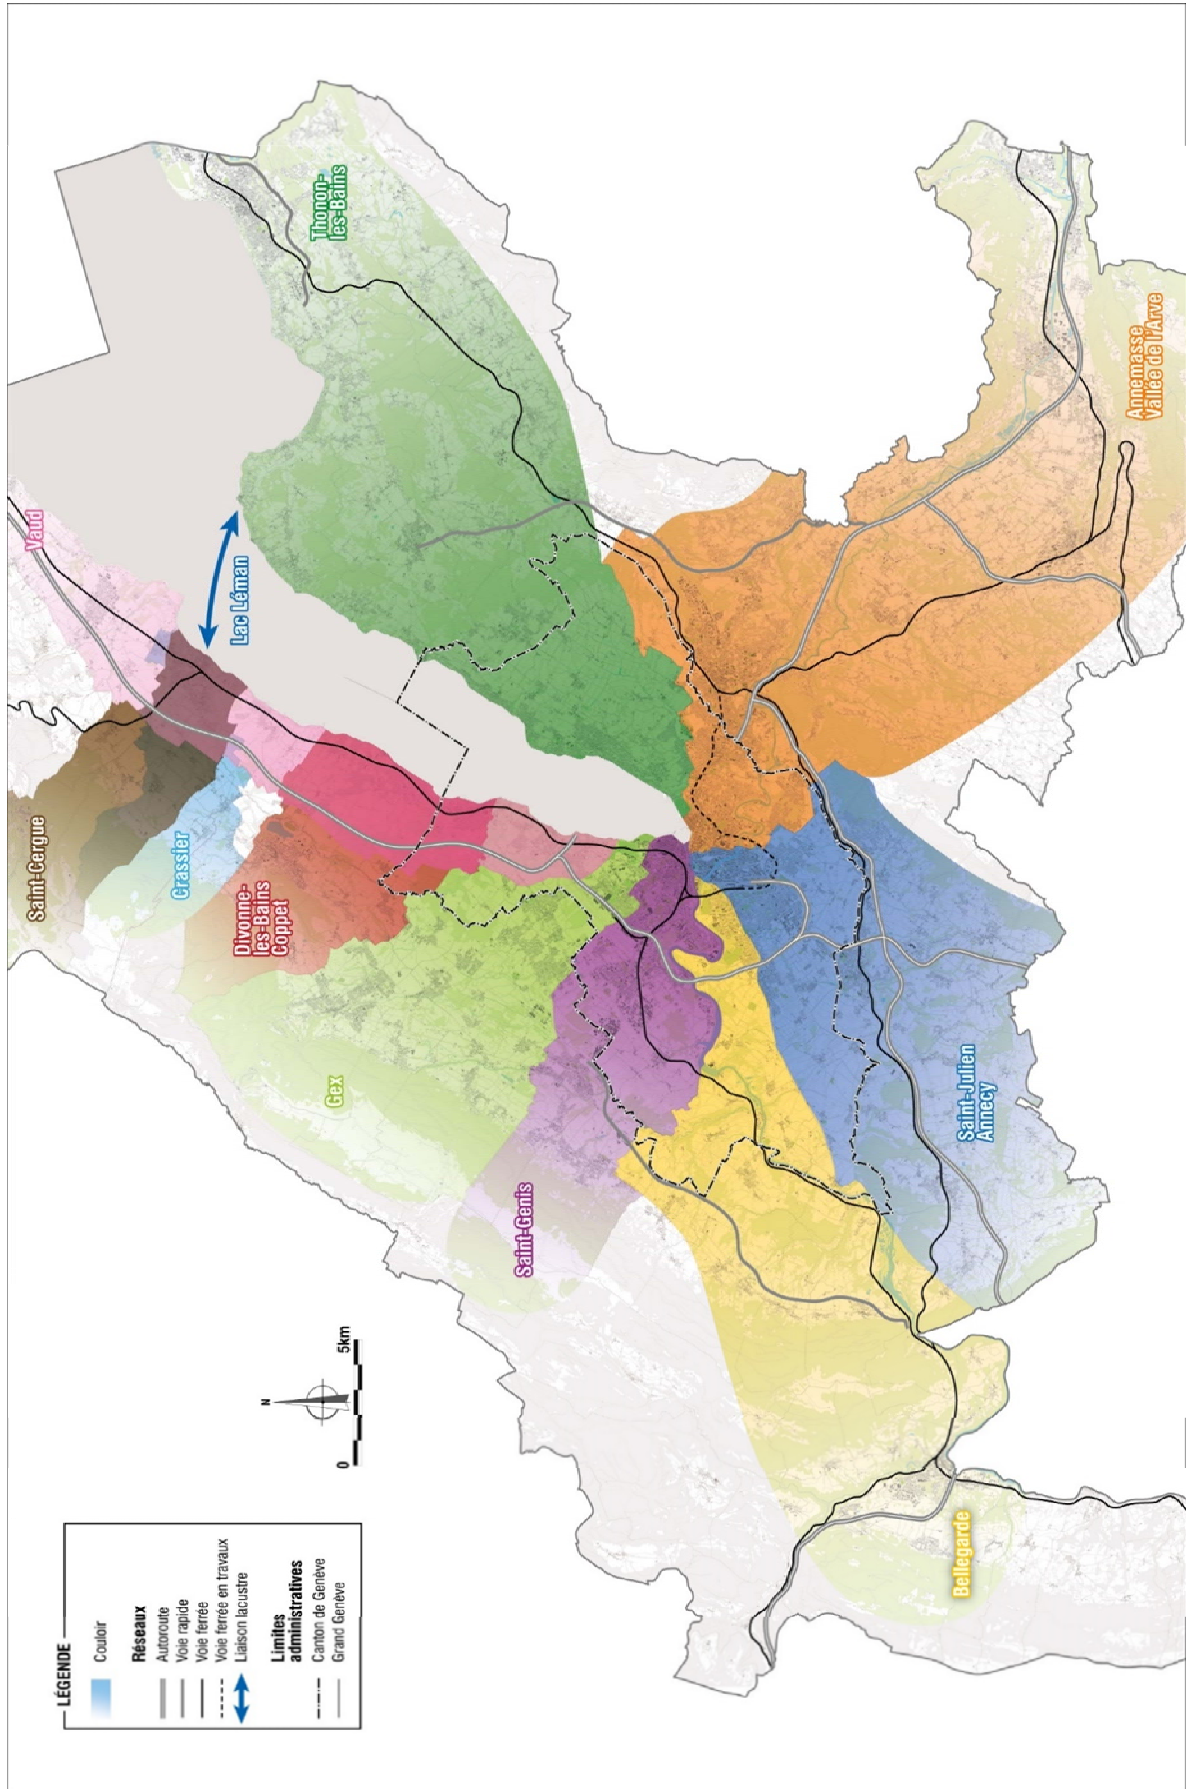 LÉGENDE
Couloir
Réseaux
Autoroute
Voie rapide
Voie ferrée
Voie ferrée en travaux
Liaison lacustre
Limites
administratives
Canton de Genève
Grand Genève
N
0
5km
Saint-Cergue
Crassier
Divonne-
les-Bains
Coppet
Gex
Saint-Genis
Bellegarde
Vaud
Lac Léman
Thonon-
les-Bains
Annemasse
Vallée de l'Arve
Saint-Julien
Annecy